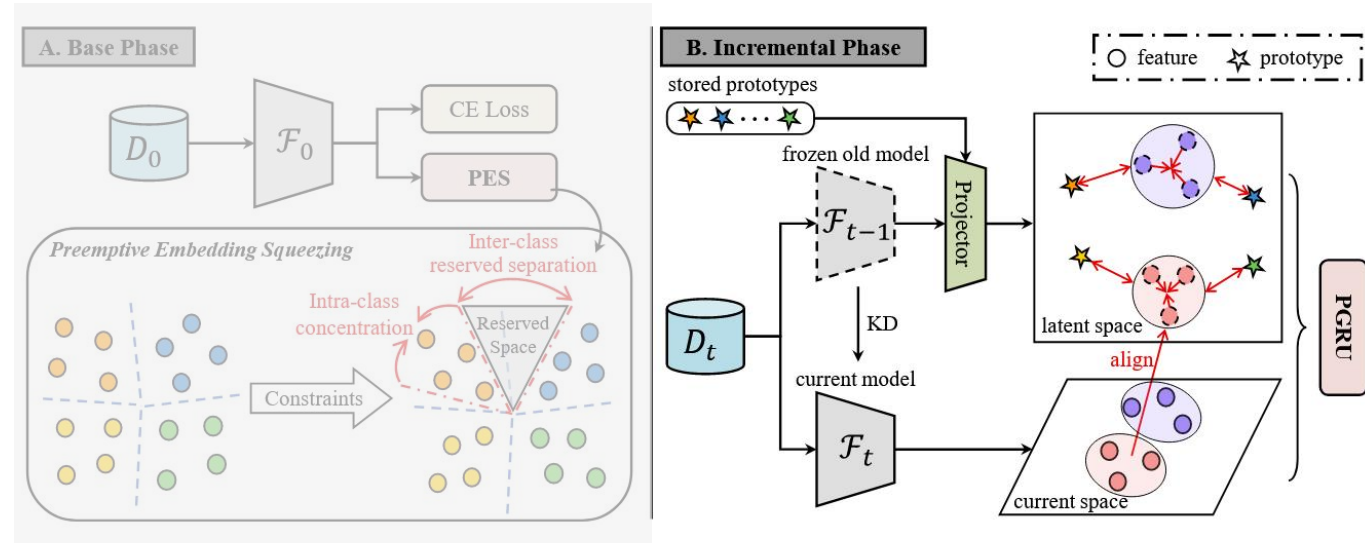 A. Base Phase
D₀
ℱ₀
CE Loss
PES
Preemptive Embedding Squeezing
Inter-class
reserved separation
Intra-class
concentration
Reserved
Space
Constraints
B. Incremental Phase
feature
prototype
stored prototypes
frozen old model
ℱₜ₋₁
Projector
Dₜ
KD
current model
ℱₜ
latent space
align
current space
PGRU